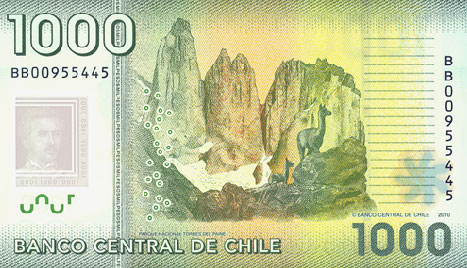 1000
BB00955445
BB00955445
© BANCO CENTRAL DE CHILE 2010
PARQUE NACIONAL TORRES DEL PAINE
BANCO CENTRAL DE CHILE
1000